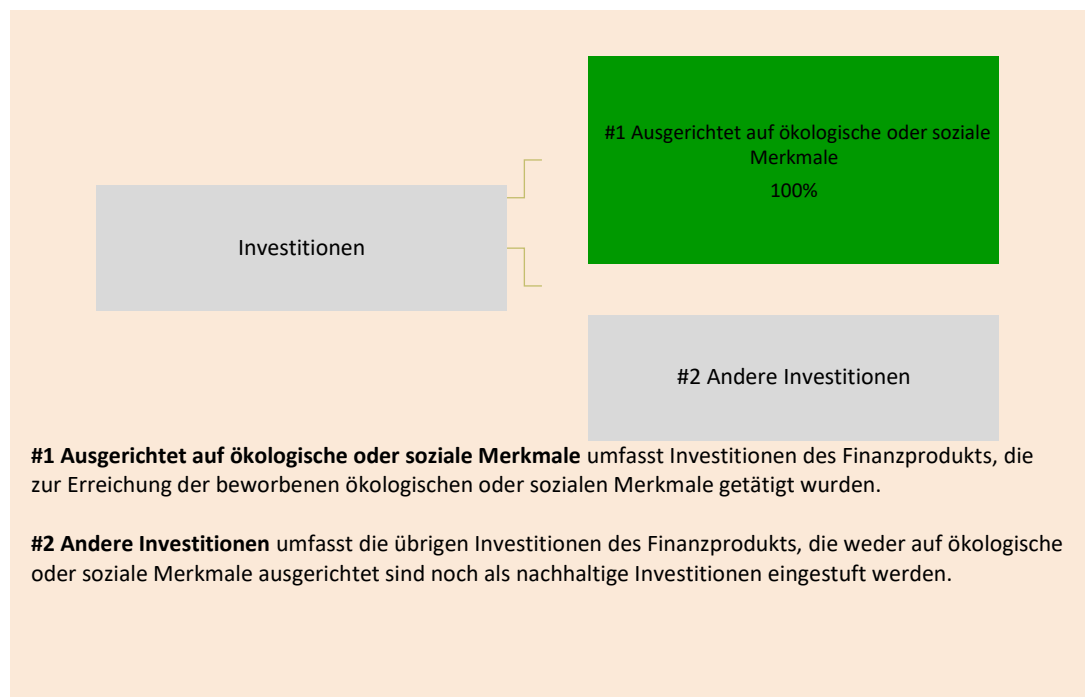 #1 Ausgerichtet auf ökologische oder soziale
Merkmale
100%
Investitionen
#2 Andere Investitionen
#1 Ausgerichtet auf ökologische oder soziale Merkmale umfasst Investitionen des Finanzprodukts, die
zur Erreichung der beworbenen ökologischen oder sozialen Merkmale getätigt wurden.
#2 Andere Investitionen umfasst die übrigen Investitionen des Finanzprodukts, die weder auf ökologische
oder soziale Merkmale ausgerichtet sind noch als nachhaltige Investitionen eingestuft werden.